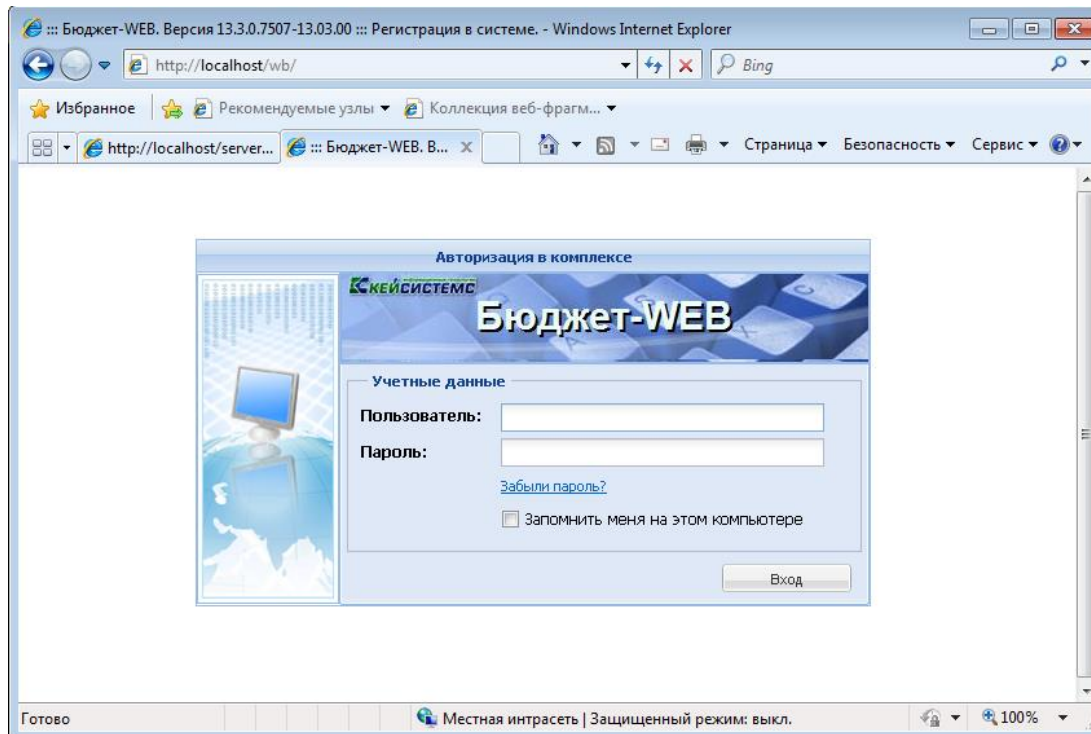 ::: Бюджет-WEB. Версия 13.3.0.7507-13.03.00 ::: Регистрация в системе. - Windows Internet Explorer
http://localhost/wb/
Bing
Избранное
Рекомендуемые узлы
Коллекция веб-фрагм...
http://localhost/server...
::: Бюджет-WEB. В...
Страница
Безопасность
Сервис
Авторизация в комплексе
КЕЙСИСТЕМС
Бюджет-WEB
Учетные данные
Пользователь:
Пароль:
Забыли пароль?
Запомнить меня на этом компьютере
Вход
Готово
Местная интрасеть | Защищенный режим: выкл.
100%